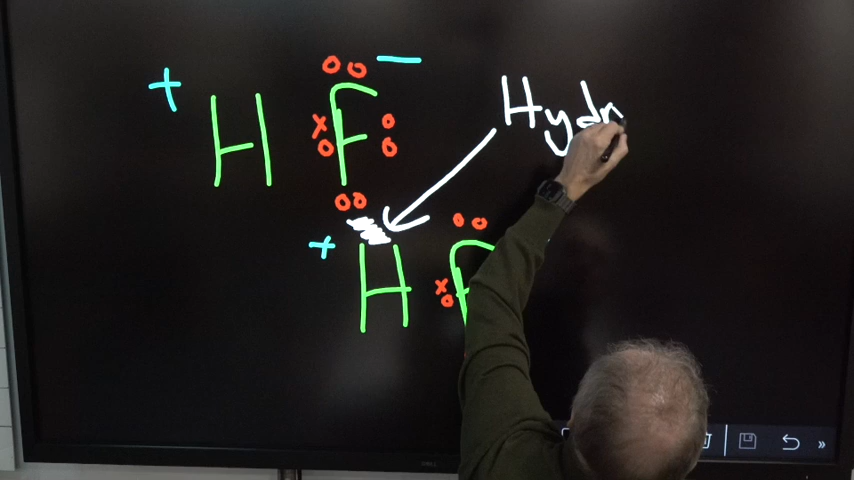 + H F −
Hydr
+ H F